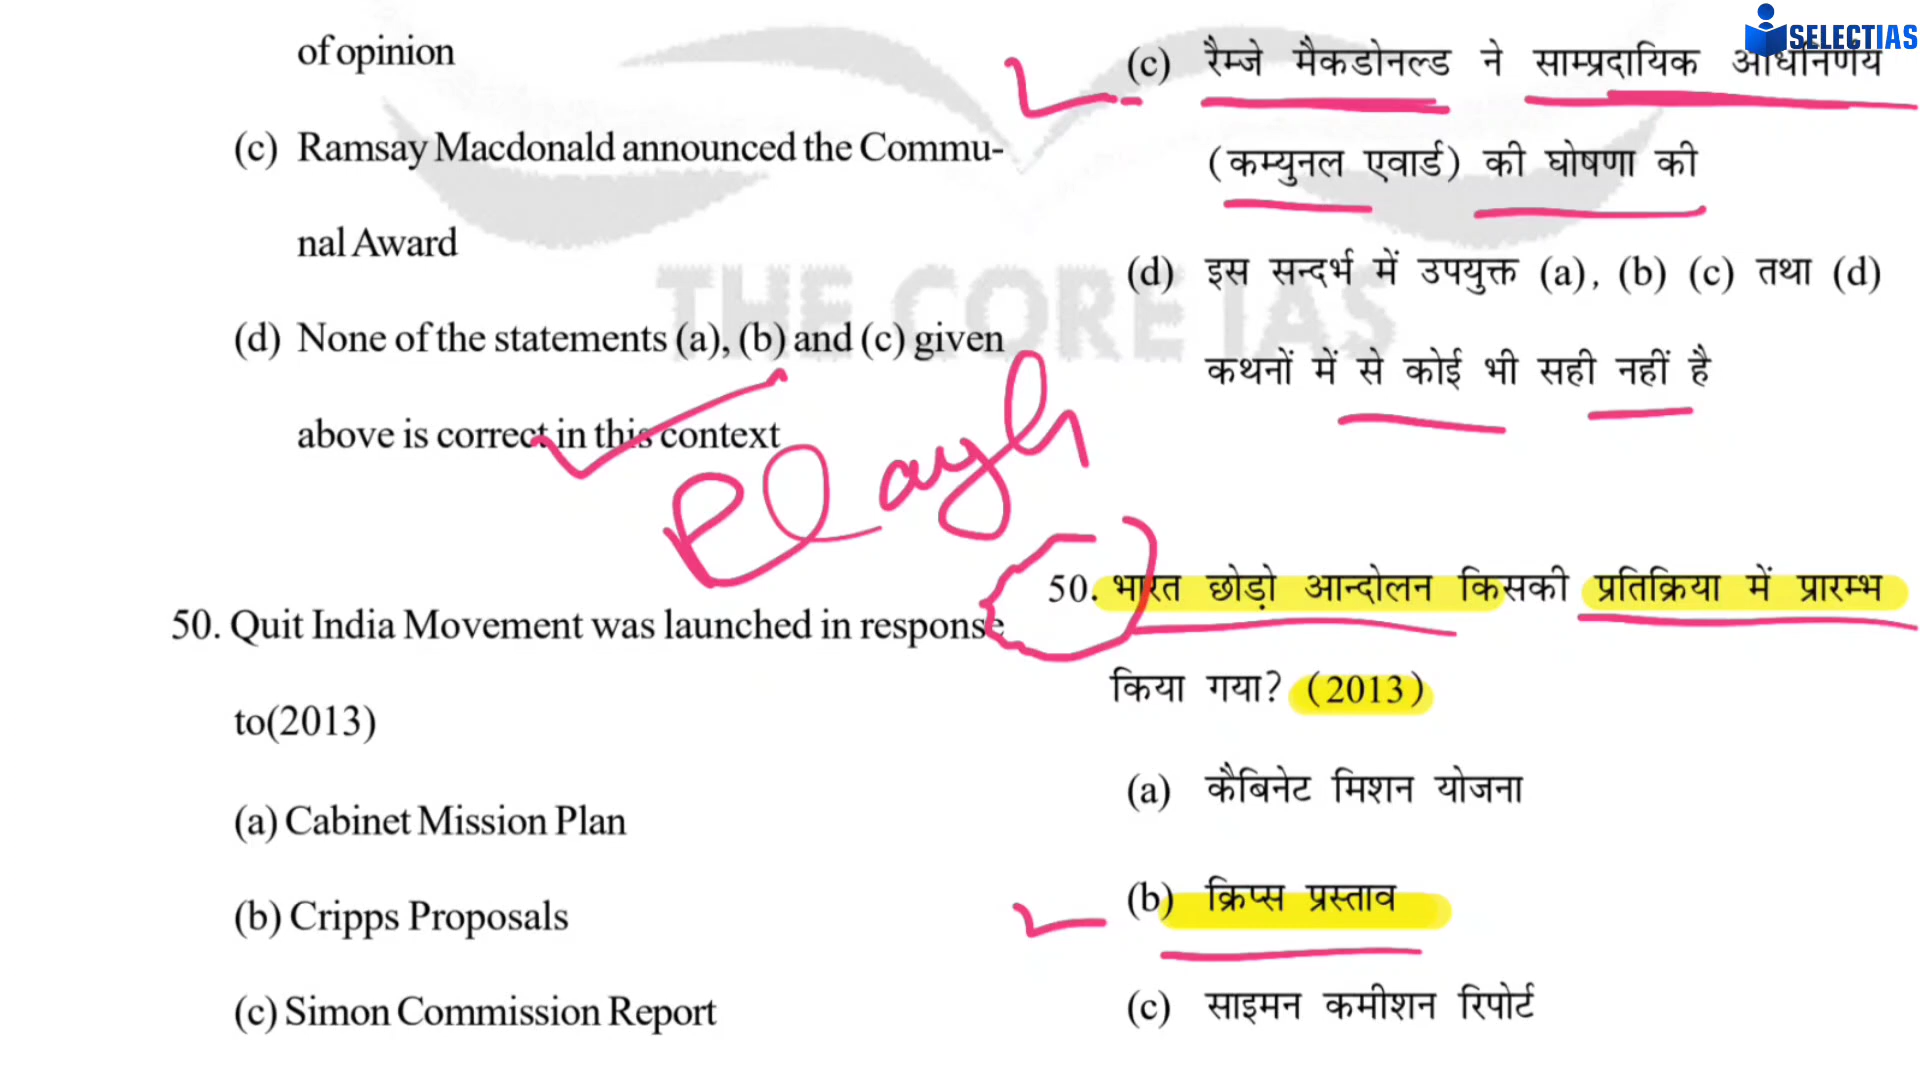 SELECTIAS
of opinion
(c) Ramsay Macdonald announced the Commu-
nal Award
(d) None of the statements (a), (b) and (c) given
above is correct in this context
50. Quit India Movement was launched in response
to(2013)
(a) Cabinet Mission Plan
(b) Cripps Proposals
(c) Simon Commission Report
(c) रैम्जे मैकडोनल्ड ने साम्प्रदायिक अधिनिर्णय
(कम्युनल एवार्ड) की घोषणा की
(d) इस सन्दर्भ में उपयुक्त (a), (b) (c) तथा (d)
कथनों में से कोई भी सही नहीं है
50. भारत छोड़ो आन्दोलन किसकी प्रतिक्रिया में प्रारम्भ
किया गया? (2013)
(a) कैबिनेट मिशन योजना
(b) क्रिप्स प्रस्ताव
(c) साइमन कमीशन रिपोर्ट
THE CORE IAS